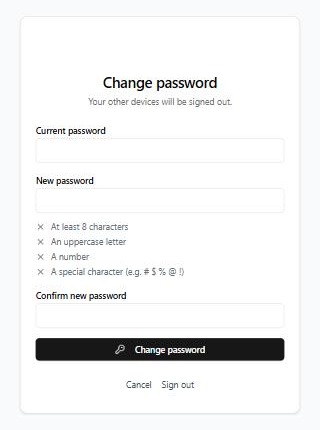 Change password
Your other devices will be signed out.
Current password
New password
× At least 8 characters
× An uppercase letter
× A number
× A special character (e.g. # $ % @ !)
Confirm new password
Change password
Cancel Sign out